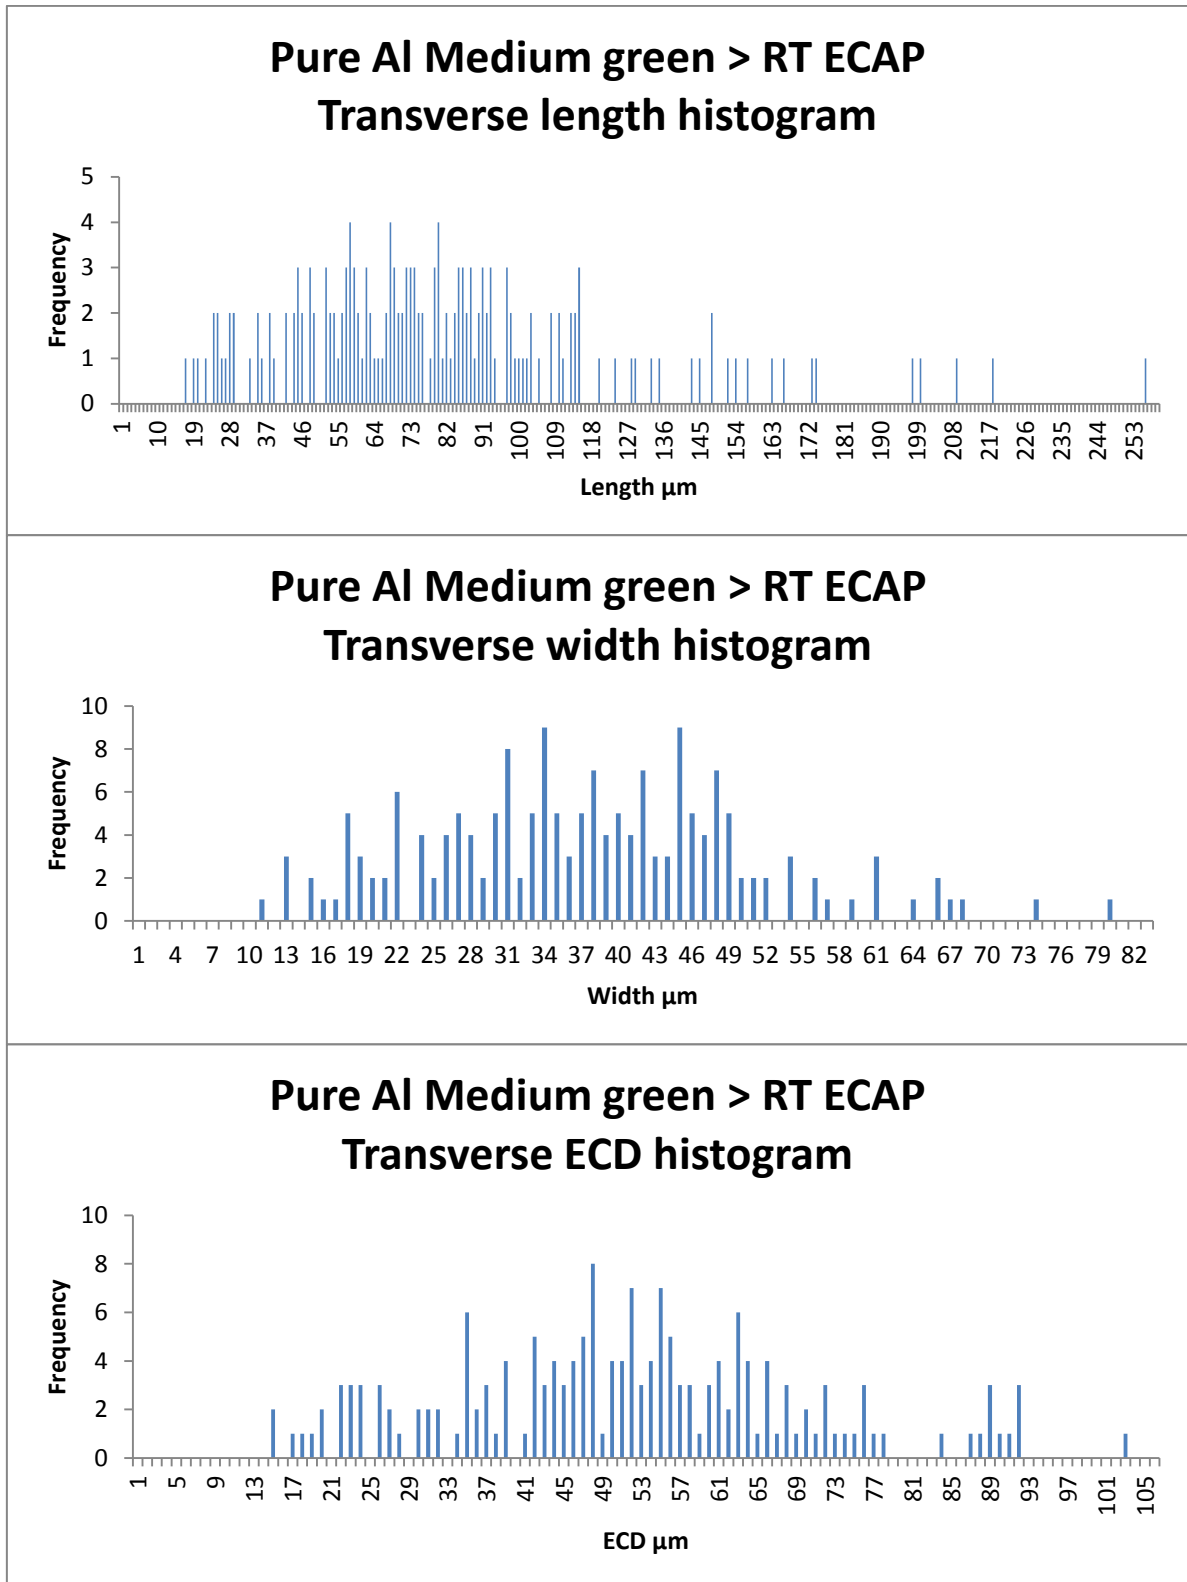 Pure Al Medium green > RT ECAP
Transverse length histogram
5
4
3
2
1
0
Frequency
1 10 19 28 37 46 55 64 73 82 91 100 109 118 127 136 145 154 163 172 181 190 199 208 217 226 235 244 253
Length µm
Pure Al Medium green > RT ECAP
Transverse width histogram
10
8
6
4
2
0
Frequency
1 4 7 10 13 16 19 22 25 28 31 34 37 40 43 46 49 52 55 58 61 64 67 70 73 76 79 82
Width µm
Pure Al Medium green > RT ECAP
Transverse ECD histogram
10
8
6
4
2
0
Frequency
1 5 9 13 17 21 25 29 33 37 41 45 49 53 57 61 65 69 73 77 81 85 89 93 97 101 105
ECD µm